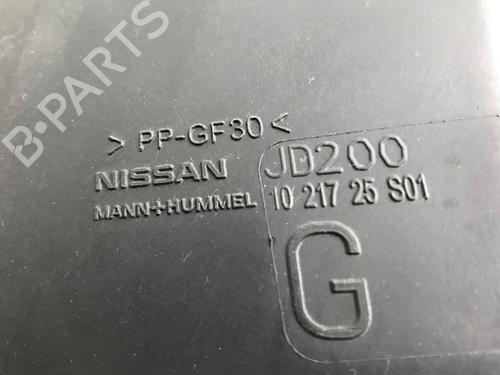 B-PARTS
> PP-GF30 <
NISSAN JD200
MANN+HUMMEL 10 217 25 S01
G